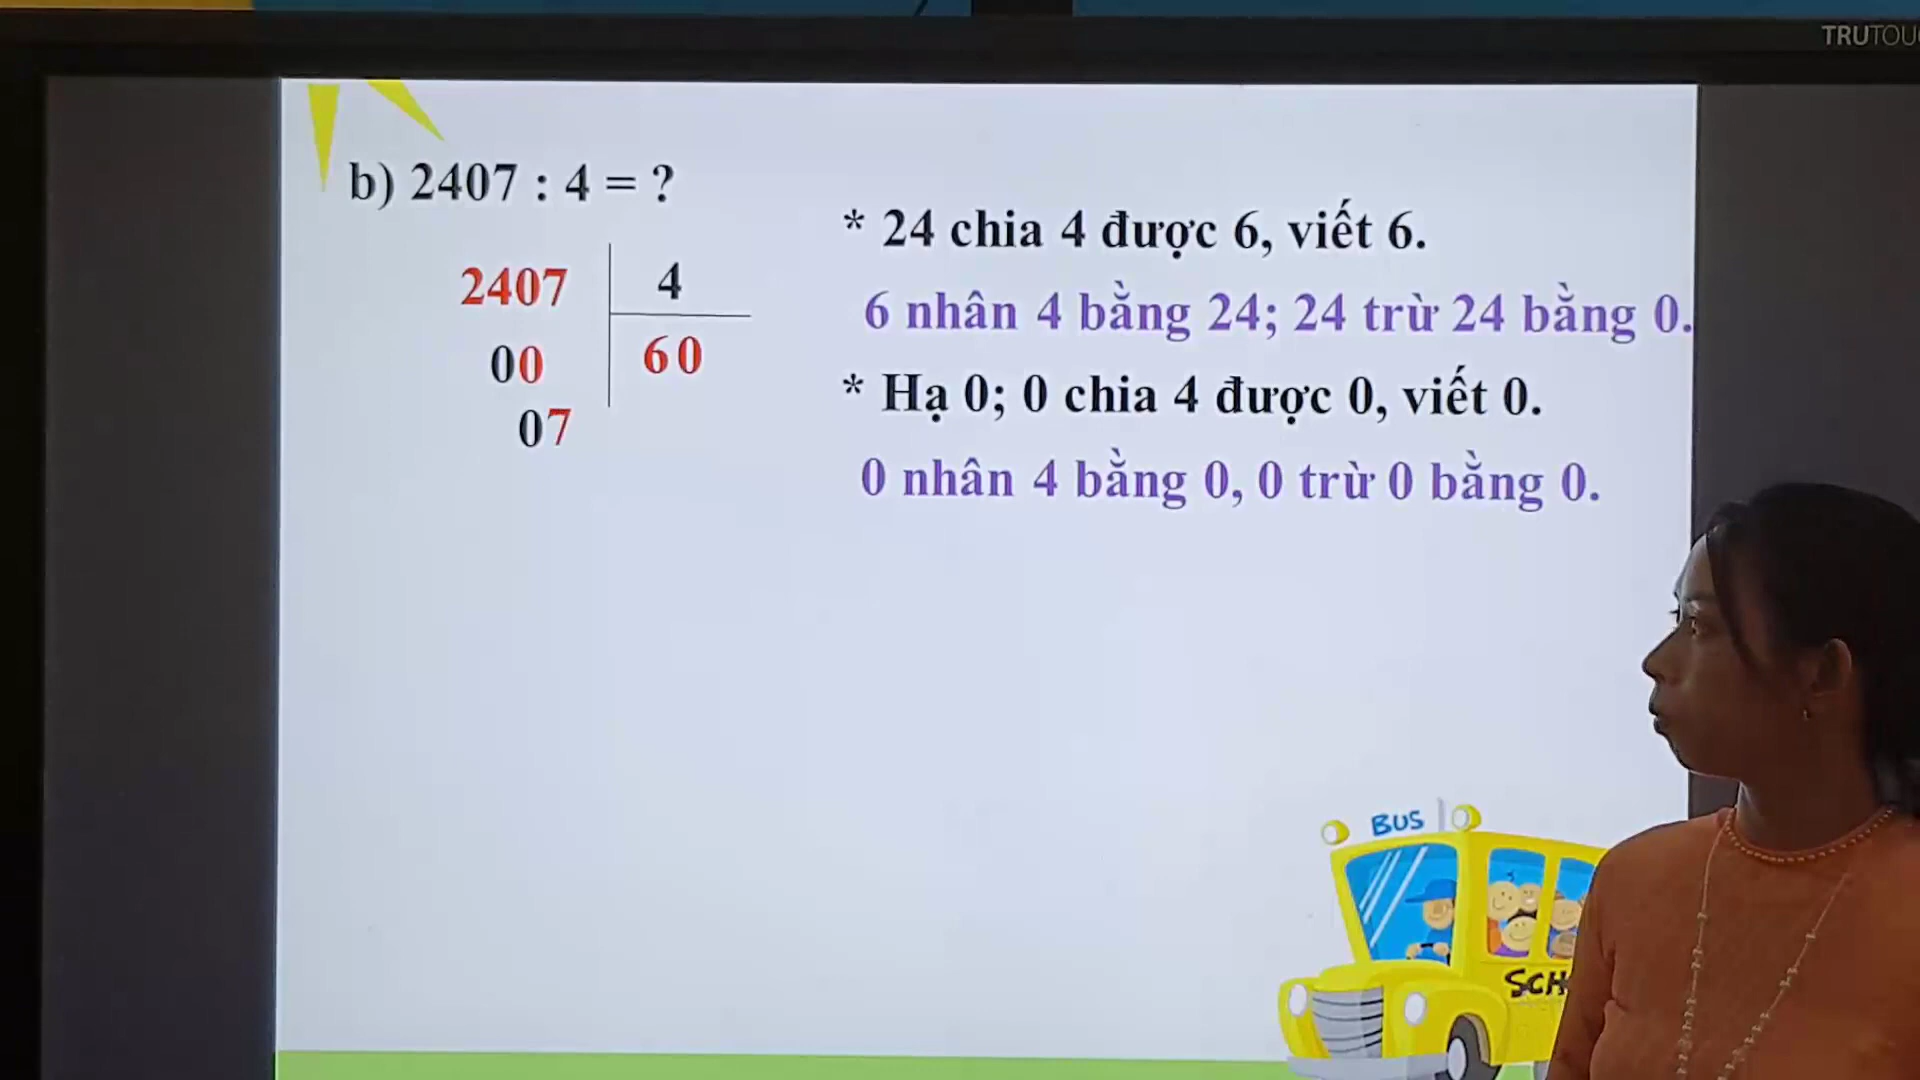 TRUTOU
b) 2407 : 4 = ?
2407 4
00 60
07
* 24 chia 4 được 6, viết 6.
6 nhân 4 bằng 24; 24 trừ 24 bằng 0.
* Hạ 0; 0 chia 4 được 0, viết 0.
0 nhân 4 bằng 0, 0 trừ 0 bằng 0.
BUS
SCH